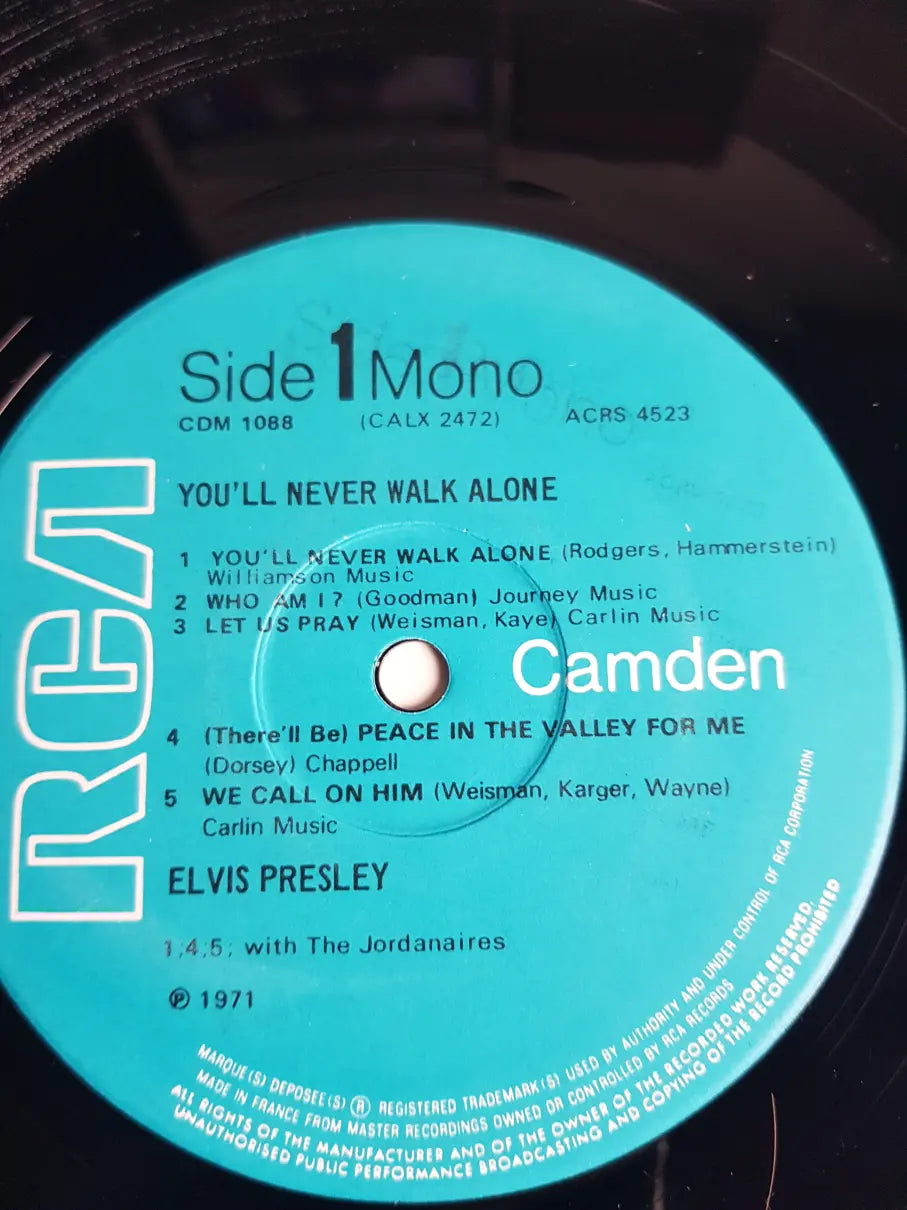 Side 1 Mono
CDM 1088 (CALX 2472) ACRS 4523
YOU'LL NEVER WALK ALONE
1 YOU'LL NEVER WALK ALONE (Rodgers, Hammerstein)
Williamson Music
2 WHO AM I? (Goodman) Journey Music
3 LET US PRAY (Weisman, Kaye) Carlin Music
RCA
Camden
4 (There'll Be) PEACE IN THE VALLEY FOR ME
(Dorsey) Chappell
5 WE CALL ON HIM (Weisman, Karger, Wayne)
Carlin Music
ELVIS PRESLEY
1;4;5; with The Jordanaires
℗ 1971
MARQUE(S) DEPOSEE(S) ® REGISTERED TRADEMARK(S) USED BY AUTHORITY AND UNDER CONTROL OF RCA CORPORATION
MADE IN FRANCE FROM MASTER RECORDINGS OWNED OR CONTROLLED BY RCA RECORDS
ALL RIGHTS OF THE MANUFACTURER AND OF THE OWNER OF THE RECORDED WORK RESERVED.
UNAUTHORISED PUBLIC PERFORMANCE BROADCASTING AND COPYING OF THE RECORD PROHIBITED